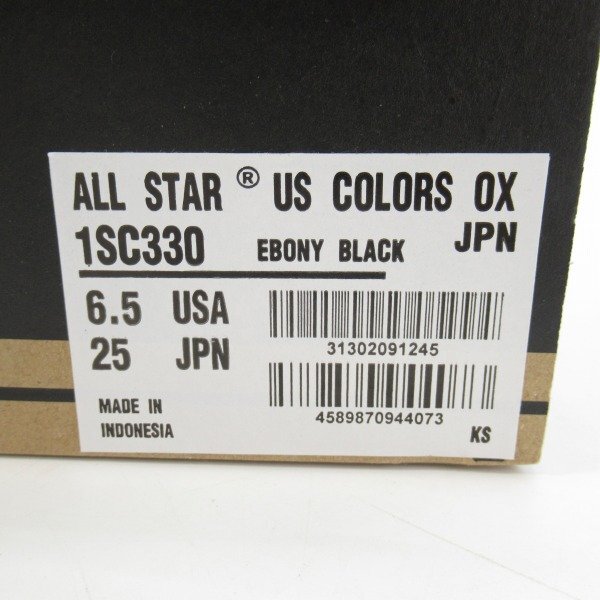 ALL STAR ® US COLORS OX
1SC330 EBONY BLACK JPN
6.5 USA
31302091245
25 JPN
4589870944073
MADE IN
INDONESIA
KS